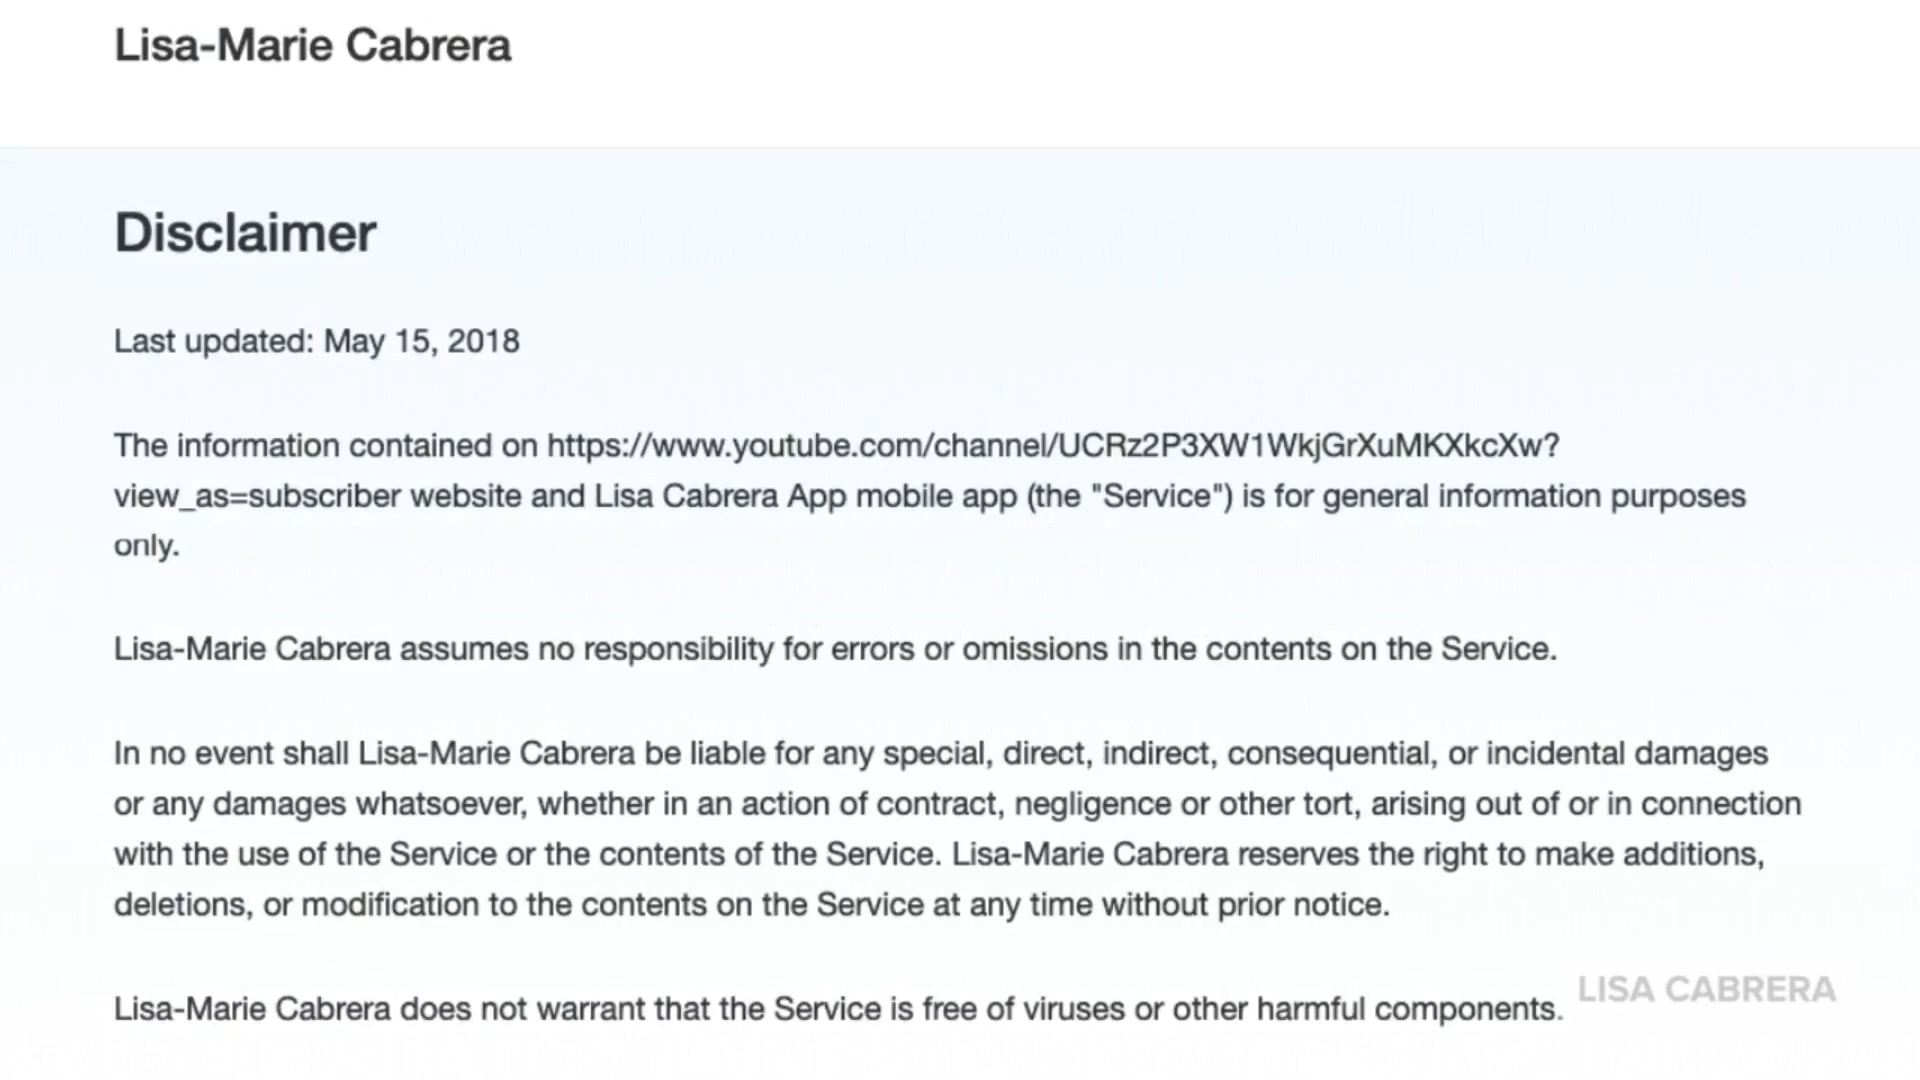 Lisa-Marie Cabrera
Disclaimer
Last updated: May 15, 2018
The information contained on https://www.youtube.com/channel/UCRz2P3XW1WkjGrXuMKXkcXw?
view_as=subscriber website and Lisa Cabrera App mobile app (the "Service") is for general information purposes
only.
Lisa-Marie Cabrera assumes no responsibility for errors or omissions in the contents on the Service.
In no event shall Lisa-Marie Cabrera be liable for any special, direct, indirect, consequential, or incidental damages
or any damages whatsoever, whether in an action of contract, negligence or other tort, arising out of or in connection
with the use of the Service or the contents of the Service. Lisa-Marie Cabrera reserves the right to make additions,
deletions, or modification to the contents on the Service at any time without prior notice.
Lisa-Marie Cabrera does not warrant that the Service is free of viruses or other harmful components.
LISA CABRERA